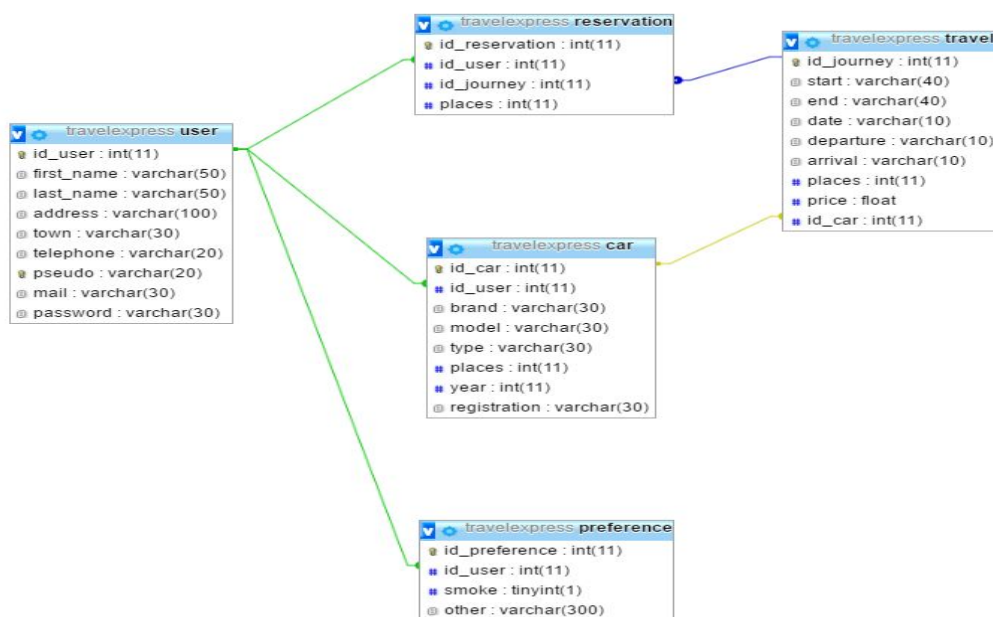 travelexpress user
id_user : int(11)
first_name : varchar(50)
last_name : varchar(50)
address : varchar(100)
town : varchar(30)
telephone : varchar(20)
pseudo : varchar(20)
mail : varchar(30)
password : varchar(30)
travelexpress reservation
id_reservation : int(11)
id_user : int(11)
id_journey : int(11)
places : int(11)
travelexpress car
id_car : int(11)
id_user : int(11)
brand : varchar(30)
model : varchar(30)
type : varchar(30)
places : int(11)
year : int(11)
registration : varchar(30)
travelexpress preference
id_preference : int(11)
id_user : int(11)
smoke : tinyint(1)
other : varchar(300)
travelexpress travel
id_journey : int(11)
start : varchar(40)
end : varchar(40)
date : varchar(10)
departure : varchar(10)
arrival : varchar(10)
places : int(11)
price : float
id_car : int(11)